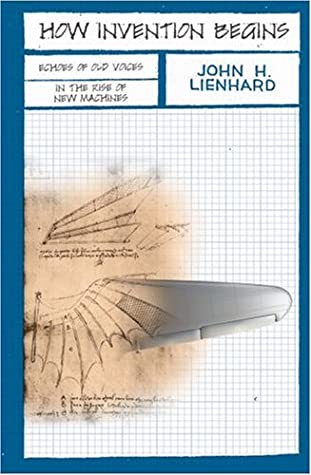 HOW INVENTION BEGINS
ECHOES OF OLD VOICES
IN THE RISE OF
NEW MACHINES
JOHN H.
LIENHARD